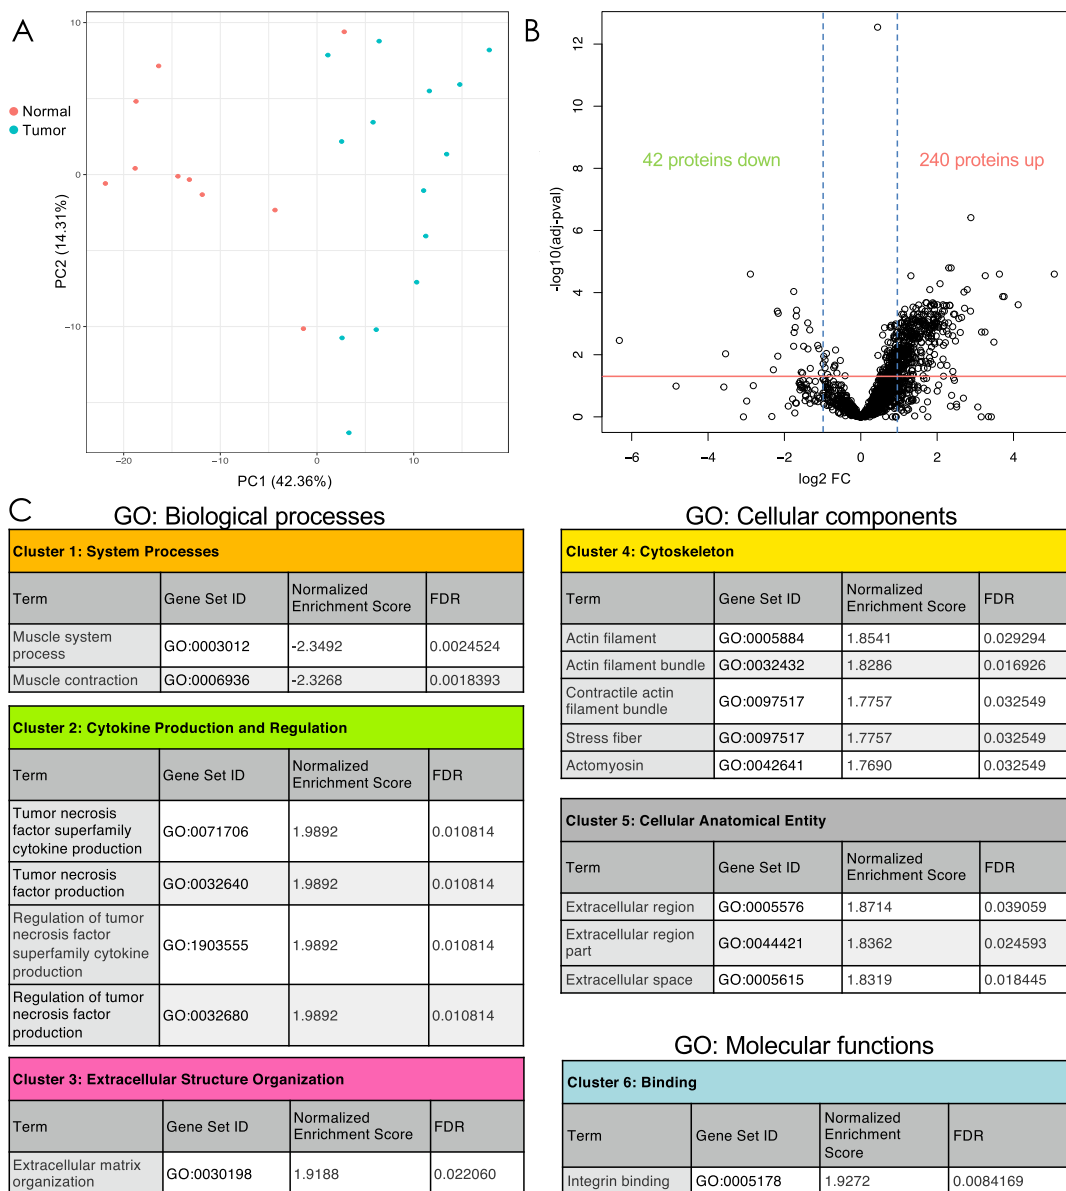 A
Normal
Tumor
10
0
−10
−20
−10
0
10
PC2 (14.31%)
PC1 (42.36%)
B
12
10
8
6
4
2
0
−6
−4
−2
0
2
4
-log10(adj-pval)
log2 FC
42 proteins down
240 proteins up
C
GO: Biological processes
Cluster 1: System Processes
Term Gene Set ID Normalized Enrichment Score FDR
Muscle system process GO:0003012 -2.3492 0.0024524
Muscle contraction GO:0006936 -2.3268 0.0018393
Cluster 2: Cytokine Production and Regulation
Term Gene Set ID Normalized Enrichment Score FDR
Tumor necrosis factor superfamily cytokine production GO:0071706 1.9892 0.010814
Tumor necrosis factor production GO:0032640 1.9892 0.010814
Regulation of tumor necrosis factor superfamily cytokine production GO:1903555 1.9892 0.010814
Regulation of tumor necrosis factor production GO:0032680 1.9892 0.010814
Cluster 3: Extracellular Structure Organization
Term Gene Set ID Normalized Enrichment Score FDR
Extracellular matrix organization GO:0030198 1.9188 0.022060
GO: Cellular components
Cluster 4: Cytoskeleton
Term Gene Set ID Normalized Enrichment Score FDR
Actin filament GO:0005884 1.8541 0.029294
Actin filament bundle GO:0032432 1.8286 0.016926
Contractile actin filament bundle GO:0097517 1.7757 0.032549
Stress fiber GO:0097517 1.7757 0.032549
Actomyosin GO:0042641 1.7690 0.032549
Cluster 5: Cellular Anatomical Entity
Term Gene Set ID Normalized Enrichment Score FDR
Extracellular region GO:0005576 1.8714 0.039059
Extracellular region part GO:0044421 1.8362 0.024593
Extracellular space GO:0005615 1.8319 0.018445
GO: Molecular functions
Cluster 6: Binding
Term Gene Set ID Normalized Enrichment Score FDR
Integrin binding GO:0005178 1.9272 0.0084169